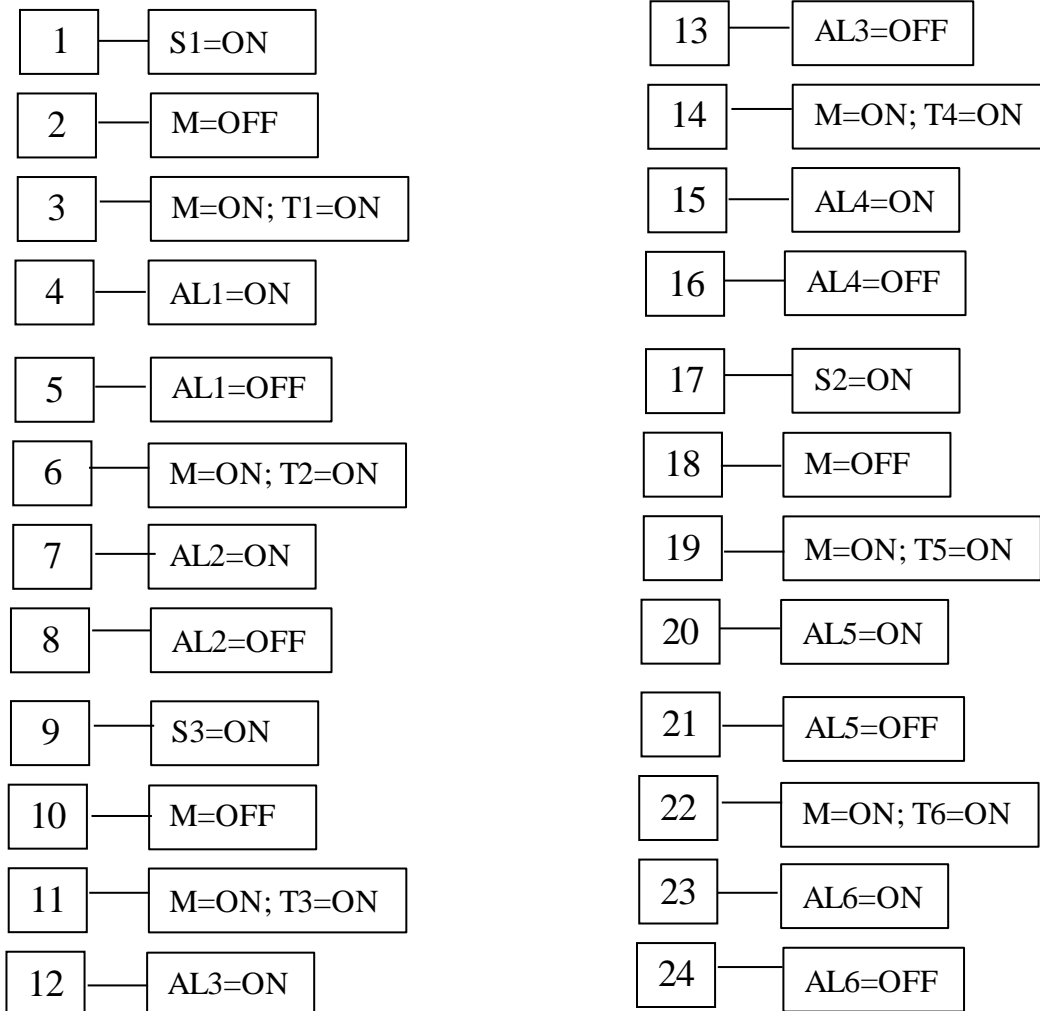 1 S1=ON
2 M=OFF
3 M=ON; T1=ON
4 AL1=ON
5 AL1=OFF
6 M=ON; T2=ON
7 AL2=ON
8 AL2=OFF
9 S3=ON
10 M=OFF
11 M=ON; T3=ON
12 AL3=ON
13 AL3=OFF
14 M=ON; T4=ON
15 AL4=ON
16 AL4=OFF
17 S2=ON
18 M=OFF
19 M=ON; T5=ON
20 AL5=ON
21 AL5=OFF
22 M=ON; T6=ON
23 AL6=ON
24 AL6=OFF